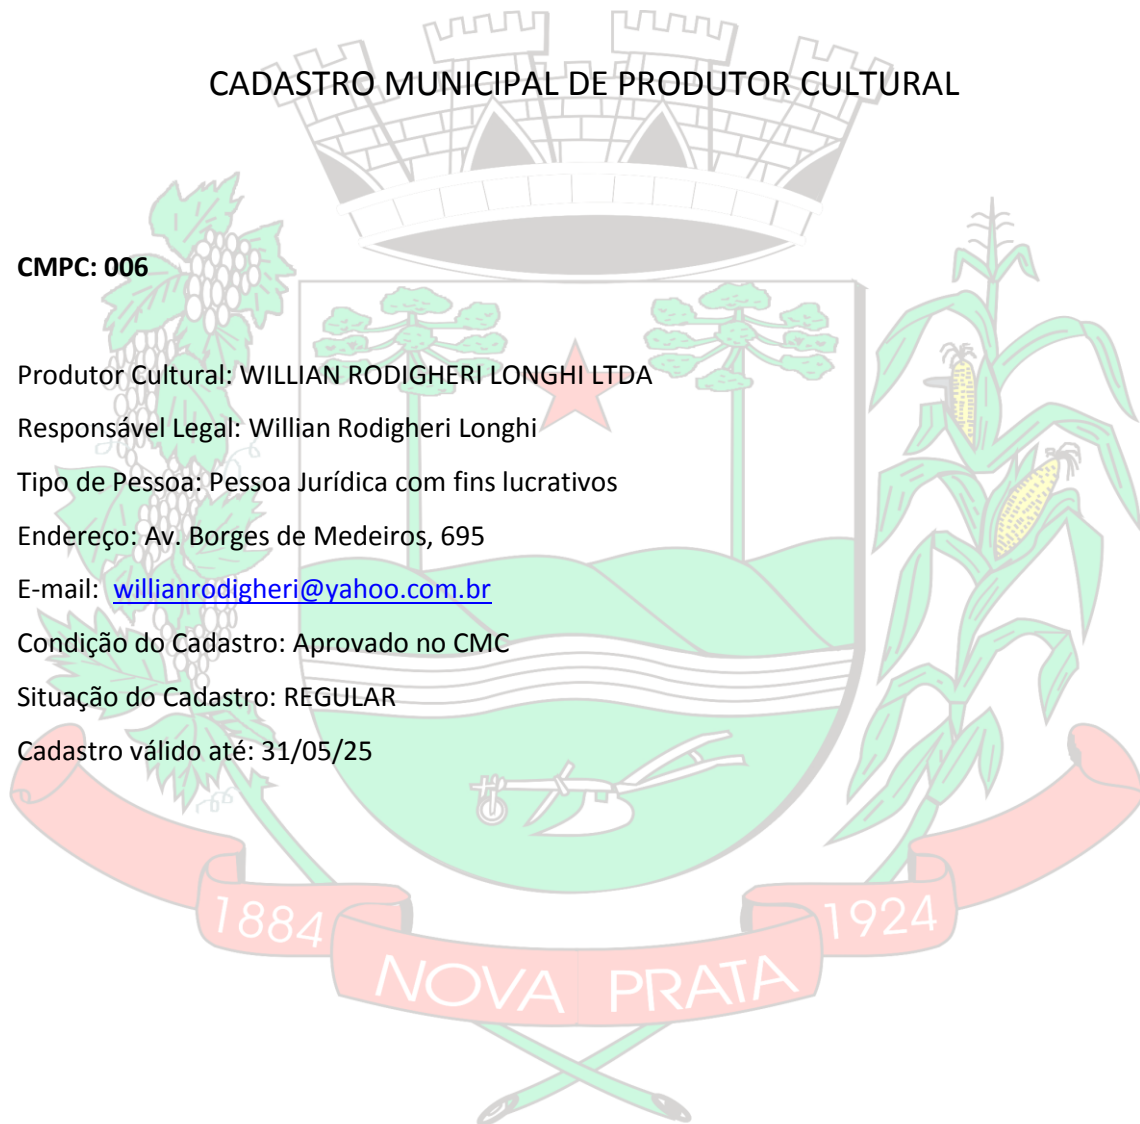 CADASTRO MUNICIPAL DE PRODUTOR CULTURAL
CMPC: 006
Produtor Cultural: WILLIAN RODIGHERI LONGHI LTDA
Responsável Legal: Willian Rodigheri Longhi
Tipo de Pessoa: Pessoa Jurídica com fins lucrativos
Endereço: Av. Borges de Medeiros, 695
E-mail: willianrodigheri@yahoo.com.br
Condição do Cadastro: Aprovado no CMC
Situação do Cadastro: REGULAR
Cadastro válido até: 31/05/25
1884
1924
NOVA PRATA